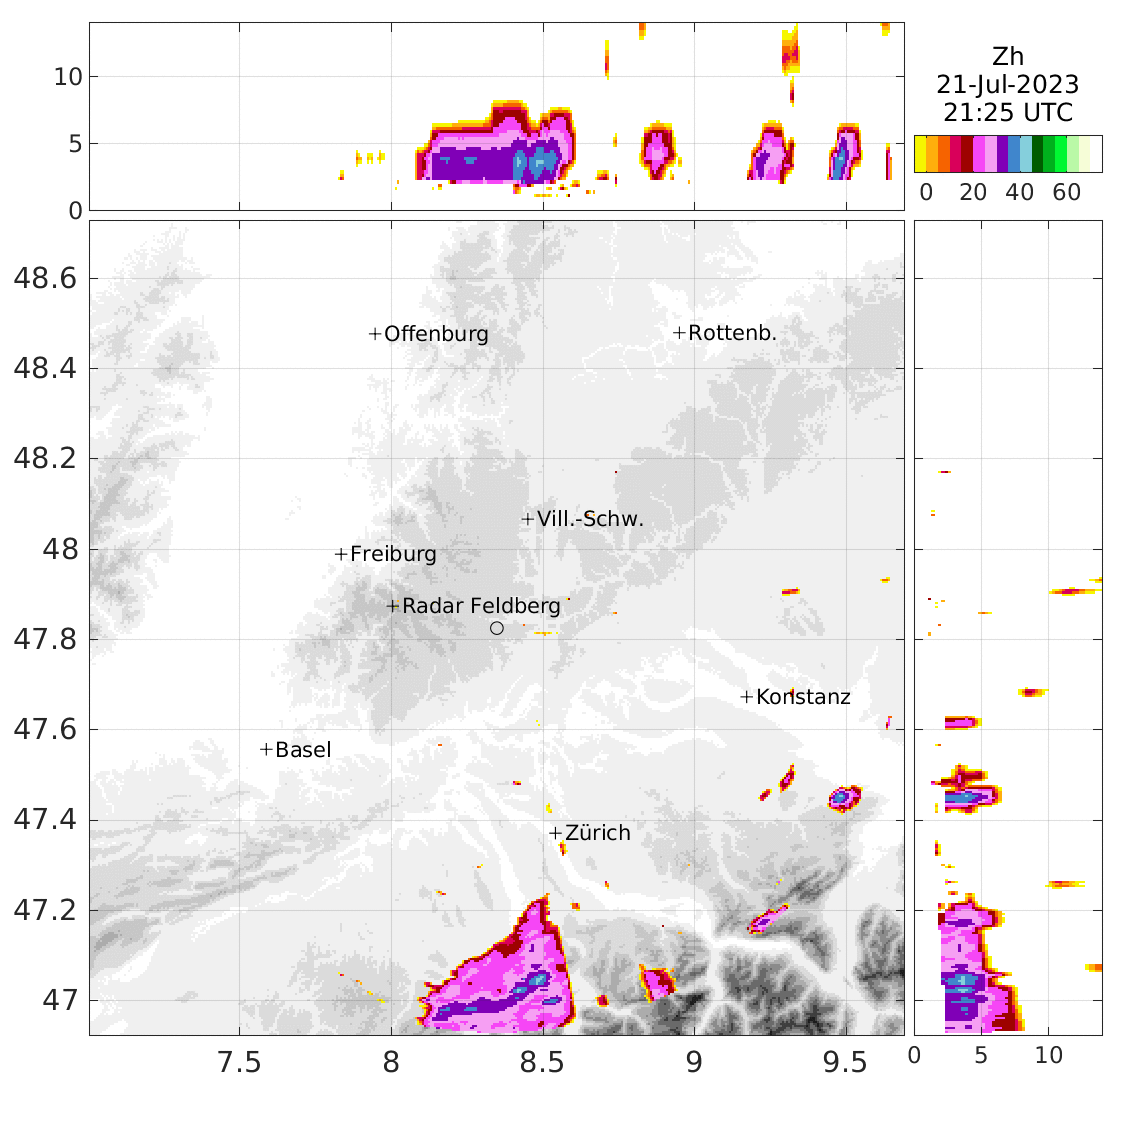 10
5
0
Zh
21-Jul-2023
21:25 UTC
0 20 40 60
48.6
48.4
48.2
48
47.8
47.6
47.4
47.2
47
+Offenburg
+Rottenb.
+Vill.-Schw.
+Freiburg
+Radar Feldberg
+Konstanz
+Basel
+Zürich
7.5 8 8.5 9 9.5
0 5 10